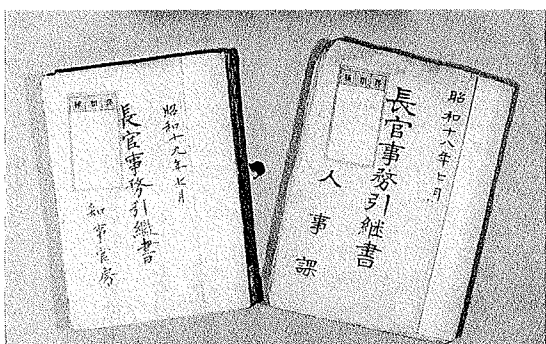 昭和十八年七月
長官事務引継書
人事課
昭和十九年七月
長官事務引繼書
知事官房